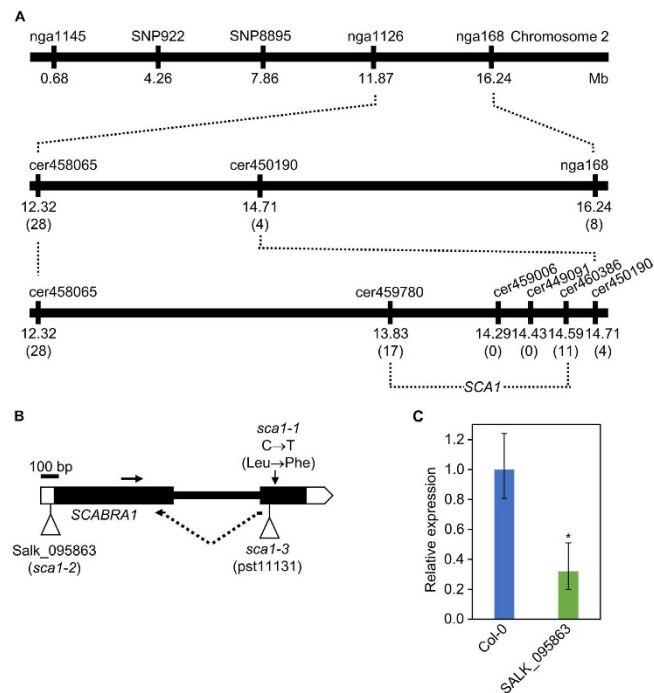 A
nga1145 SNP922 SNP8895 nga1126 nga168 Chromosome 2
0.68 4.26 7.86 11.87 16.24 Mb
cer458065 cer450190 nga168
12.32 14.71 16.24
(28) (4) (8)
cer458065 cer459780 cer459006 cer449091 cer460386 cer450190
12.32 13.83 14.29 14.43 14.59 14.71
(28) (17) (0) (0) (11) (4)
SCA1
B
sca1-1
C→T
(Leu→Phe)
100 bp
SCABRA1
Salk_095863
(sca1-2)
sca1-3
(pst11131)
C
Relative expression
1.2
1.0
0.8
0.6
0.4
0.2
0.0
*
Col-0
SALK_095863